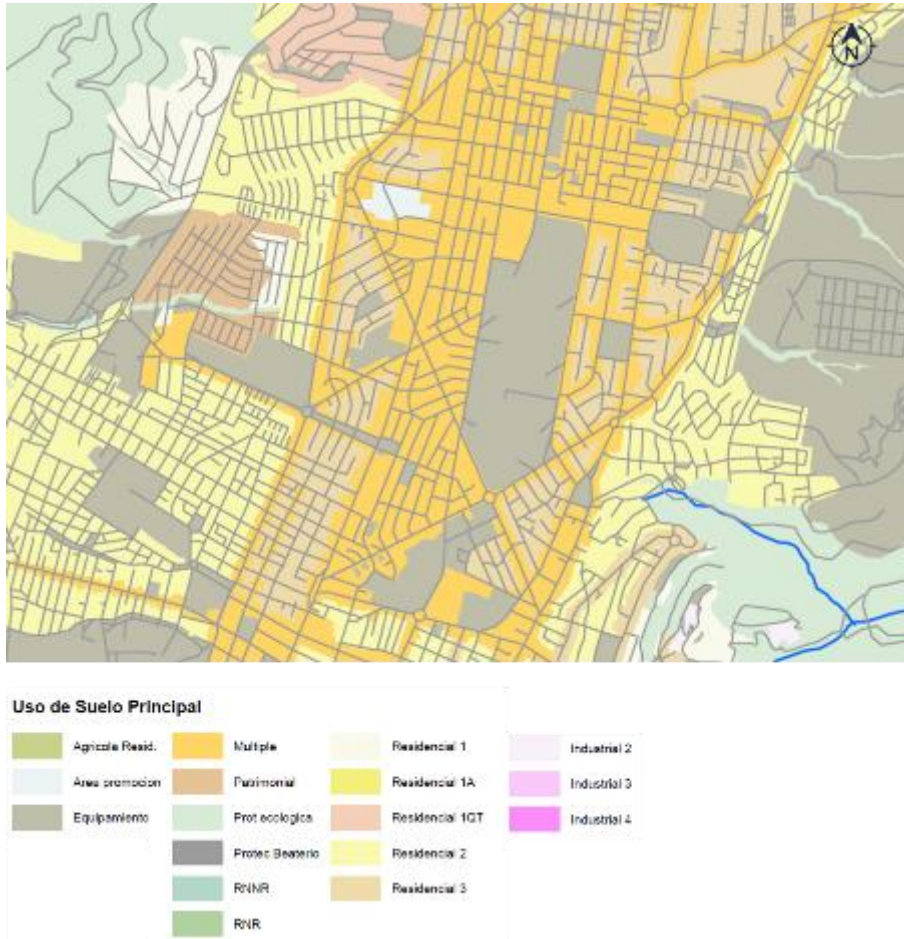 N
Uso de Suelo Principal
Agricola Resid.
Area promocion
Equipamiento
Multiple
Patrimonial
Prot ecologica
Protec Beaterio
RNNR
RNR
Residencial 1
Residencial 1A
Residencial 1QT
Residencial 2
Residencial 3
Industrial 2
Industrial 3
Industrial 4